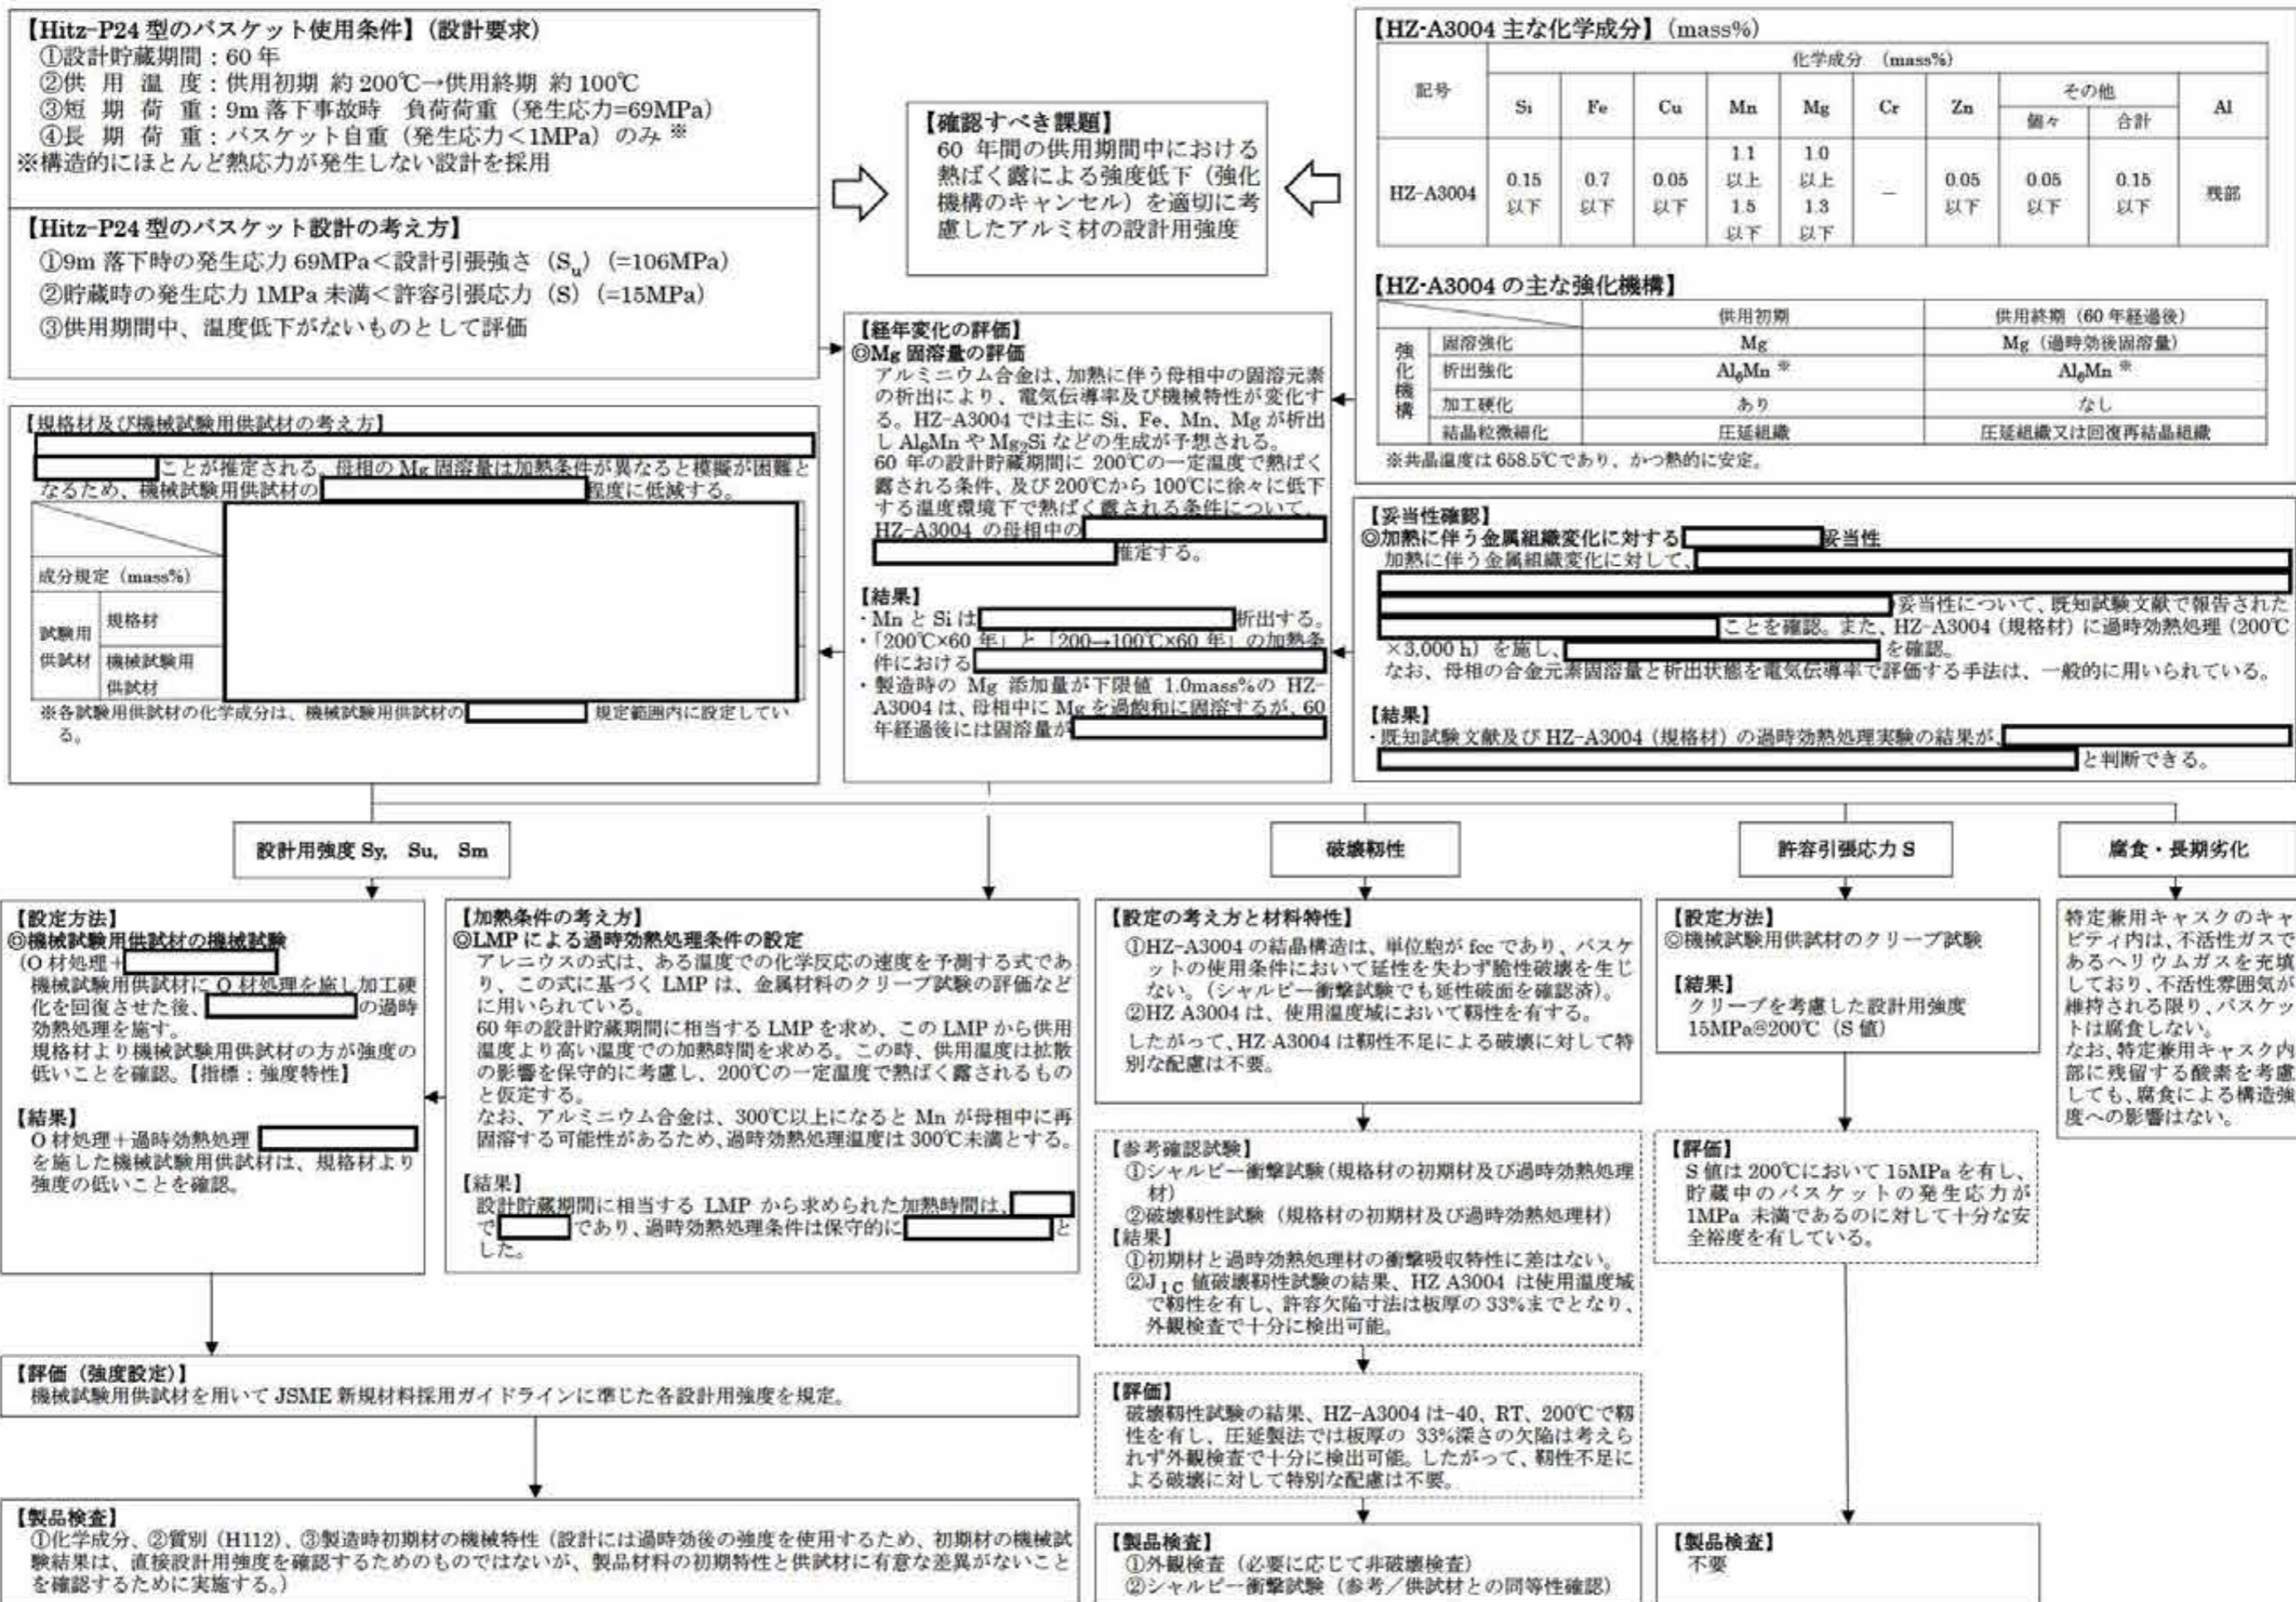 【Hitz-P24 型のバスケット使用条件】(設計要求)
①設計貯蔵期間：60 年
②供 用 温 度：供用初期 約 200℃→供用終期 約 100℃
③短 期 荷 重：9m 落下事故時 負荷荷重（発生応力=69MPa）
④長 期 荷 重：バスケット自重（発生応力＜1MPa）のみ ※
※構造的にほとんど熱応力が発生しない設計を採用
【Hitz-P24 型のバスケット設計の考え方】
①9m 落下時の発生応力 69MPa＜設計引張強さ（Su）(=106MPa)
②貯蔵時の発生応力 1MPa 未満＜許容引張応力（S）(=15MPa)
③供用期間中、温度低下がないものとして評価
【確認すべき課題】
60 年間の供用期間中における
熱ばく露による強度低下（強化
機構のキャンセル）を適切に考
慮したアルミ材の設計用強度
【HZ-A3004 主な化学成分】(mass%)
記号
化学成分 (mass%)
Si Fe Cu Mn Mg Cr Zn その他 Al
個々 合計
HZ-A3004 0.15以下 0.7以下 0.05以下 1.1以上1.5以下 1.0以上1.3以下 － 0.05以下 0.05以下 0.15以下 残部
【HZ-A3004 の主な強化機構】
供用初期 供用終期（60 年経過後）
強化機構
固溶強化 Mg Mg（過時効後固溶量）
析出強化 Al6Mn ※ Al6Mn ※
加工硬化 あり なし
結晶粒微細化 圧延組織 圧延組織又は回復再結晶組織
※共晶温度は 658.5℃であり、かつ熱的に安定。
【規格材及び機械試験用供試材の考え方】
ことが推定される。母相の Mg 固溶量は加熱条件が異なると模擬が困難と
なるため、機械試験用供試材の 程度に低減する。
成分規定（mass%）
試験用
供試材
規格材
機械試験用
供試材
※各試験用供試材の化学成分は、機械試験用供試材の 規定範囲内に設定してい
る。
【経年変化の評価】
◎Mg 固溶量の評価
アルミニウム合金は、加熱に伴う母相中の固溶元素
の析出により、電気伝導率及び機械特性が変化す
る。HZ-A3004 では主に Si、Fe、Mn、Mg が析出
し Al6Mn や Mg2Si などの生成が予想される。
60 年の設計貯蔵期間に 200℃の一定温度で熱ばく
露される条件、及び 200℃から 100℃に徐々に低下
する温度環境下で熱ばく露される条件について、
HZ-A3004 の母相中の
推定する。
【結果】
・Mn と Si は 析出する。
・「200℃×60 年」と「200→100℃×60 年」の加熱条
件における
・製造時の Mg 添加量が下限値 1.0mass%の HZ-
A3004 は、母相中に Mg を過飽和に固溶するが、60
年経過後には固溶量が
【妥当性確認】
◎加熱に伴う金属組織変化に対する 妥当性
加熱に伴う金属組織変化に対して、
妥当性について、既知試験文献で報告された
ことを確認。また、HZ-A3004（規格材）に過時効熱処理（200℃
×3,000 h）を施し、 を確認。
なお、母相の合金元素固溶量と析出状態を電気伝導率で評価する手法は、一般的に用いられている。
【結果】
・既知試験文献及び HZ-A3004（規格材）の過時効熱処理実験の結果が、
と判断できる。
設計用強度 Sy, Su, Sm
破壊靭性
許容引張応力 S
腐食・長期劣化
【設定方法】
◎機械試験用供試材の機械試験
（O 材処理＋
機械試験用供試材に O 材処理を施し加工硬
化を回復させた後、 の過時
効熱処理を施す。
規格材より機械試験用供試材の方が強度の
低いことを確認。【指標：強度特性】
【結果】
O 材処理＋過時効熱処理
を施した機械試験用供試材は、規格材より
強度の低いことを確認。
【加熱条件の考え方】
◎LMP による過時効熱処理条件の設定
アレニウスの式は、ある温度での化学反応の速度を予測する式であ
り、この式に基づく LMP は、金属材料のクリープ試験の評価など
に用いられている。
60 年の設計貯蔵期間に相当する LMP を求め、この LMP から供用
温度より高い温度での加熱時間を求める。この時、供用温度は拡散
の影響を保守的に考慮し、200℃の一定温度で熱ばく露されるもの
と仮定する。
なお、アルミニウム合金は、300℃以上になると Mn が母相中に再
固溶する可能性があるため、過時効熱処理温度は 300℃未満とする。
【結果】
設計貯蔵期間に相当する LMP から求められた加熱時間は、
で であり、過時効熱処理条件は保守的に と
した。
【設定の考え方と材料特性】
①HZ-A3004 の結晶構造は、単位胞が fcc であり、バスケ
ットの使用条件において延性を失わず脆性破壊を生じ
ない。（シャルピー衝撃試験でも延性破面を確認済）。
②HZ A3004 は、使用温度域において靭性を有する。
したがって、HZ-A3004 は靭性不足による破壊に対して特
別な配慮は不要。
【参考確認試験】
①シャルピー衝撃試験（規格材の初期材及び過時効熱処理
材）
②破壊靭性試験（規格材の初期材及び過時効熱処理材）
【結果】
①初期材と過時効熱処理材の衝撃吸収特性に差はない。
②J1C 値破壊靭性試験の結果、HZ A3004 は使用温度域
で靭性を有し、許容欠陥寸法は板厚の 33%までとなり、
外観検査で十分に検出可能。
【評価】
破壊靭性試験の結果、HZ-A3004 は-40、RT、200℃で靭
性を有し、圧延製法では板厚の 33%深さの欠陥は考えら
れず外観検査で十分に検出可能。したがって、靭性不足に
よる破壊に対して特別な配慮は不要。
【製品検査】
①外観検査（必要に応じて非破壊検査）
②シャルピー衝撃試験（参考／供試材との同等性確認）
【設定方法】
◎機械試験用供試材のクリープ試験
【結果】
クリープを考慮した設計用強度
15MPa@200℃（S 値）
【評価】
S 値は 200℃において 15MPa を有し、
貯蔵中のバスケットの発生応力が
1MPa 未満であるのに対して十分な安
全裕度を有している。
【製品検査】
不要
特定兼用キャスクのキャ
ビティ内は、不活性ガスで
あるヘリウムガスを充填
しており、不活性雰囲気が
維持される限り、バスケッ
トは腐食しない。
なお、特定兼用キャスク内
部に残留する酸素を考慮
しても、腐食による構造強
度への影響はない。
【評価（強度設定）】
機械試験用供試材を用いて JSME 新規材料採用ガイドラインに準じた各設計用強度を規定。
【製品検査】
①化学成分、②質別（H112）、③製造時初期材の機械特性（設計には過時効後の強度を使用するため、初期材の機械試
験結果は、直接設計用強度を確認するためのものではないが、製品材料の初期特性と供試材に有意な差異がないこと
を確認するために実施する。）